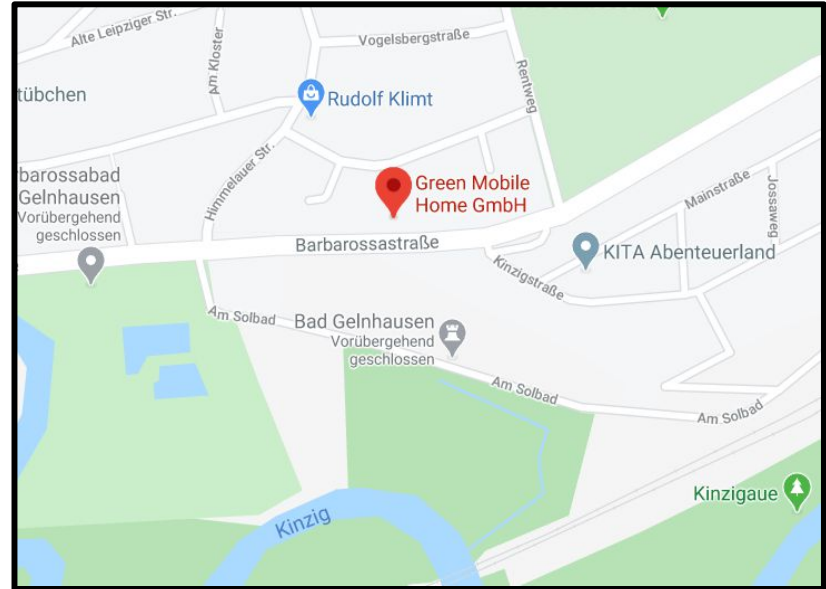 Alte Leipziger Str.
Am Kloster
Vogelsbergstraße
Rentweg
tübchen
Rudolf Klimt
rbarossabad
Gelnhausen
Vorübergehend
geschlossen
Himmelauer Str.
Green Mobile
Home GmbH
Mainstraße
Jossaweg
Barbarossastraße
Kinzigstraße
KITA Abenteuerland
Am Solbad
Bad Gelnhausen
Vorübergehend
geschlossen
Am Solbad
Am Solbad
Kinzigaue
Kinzig